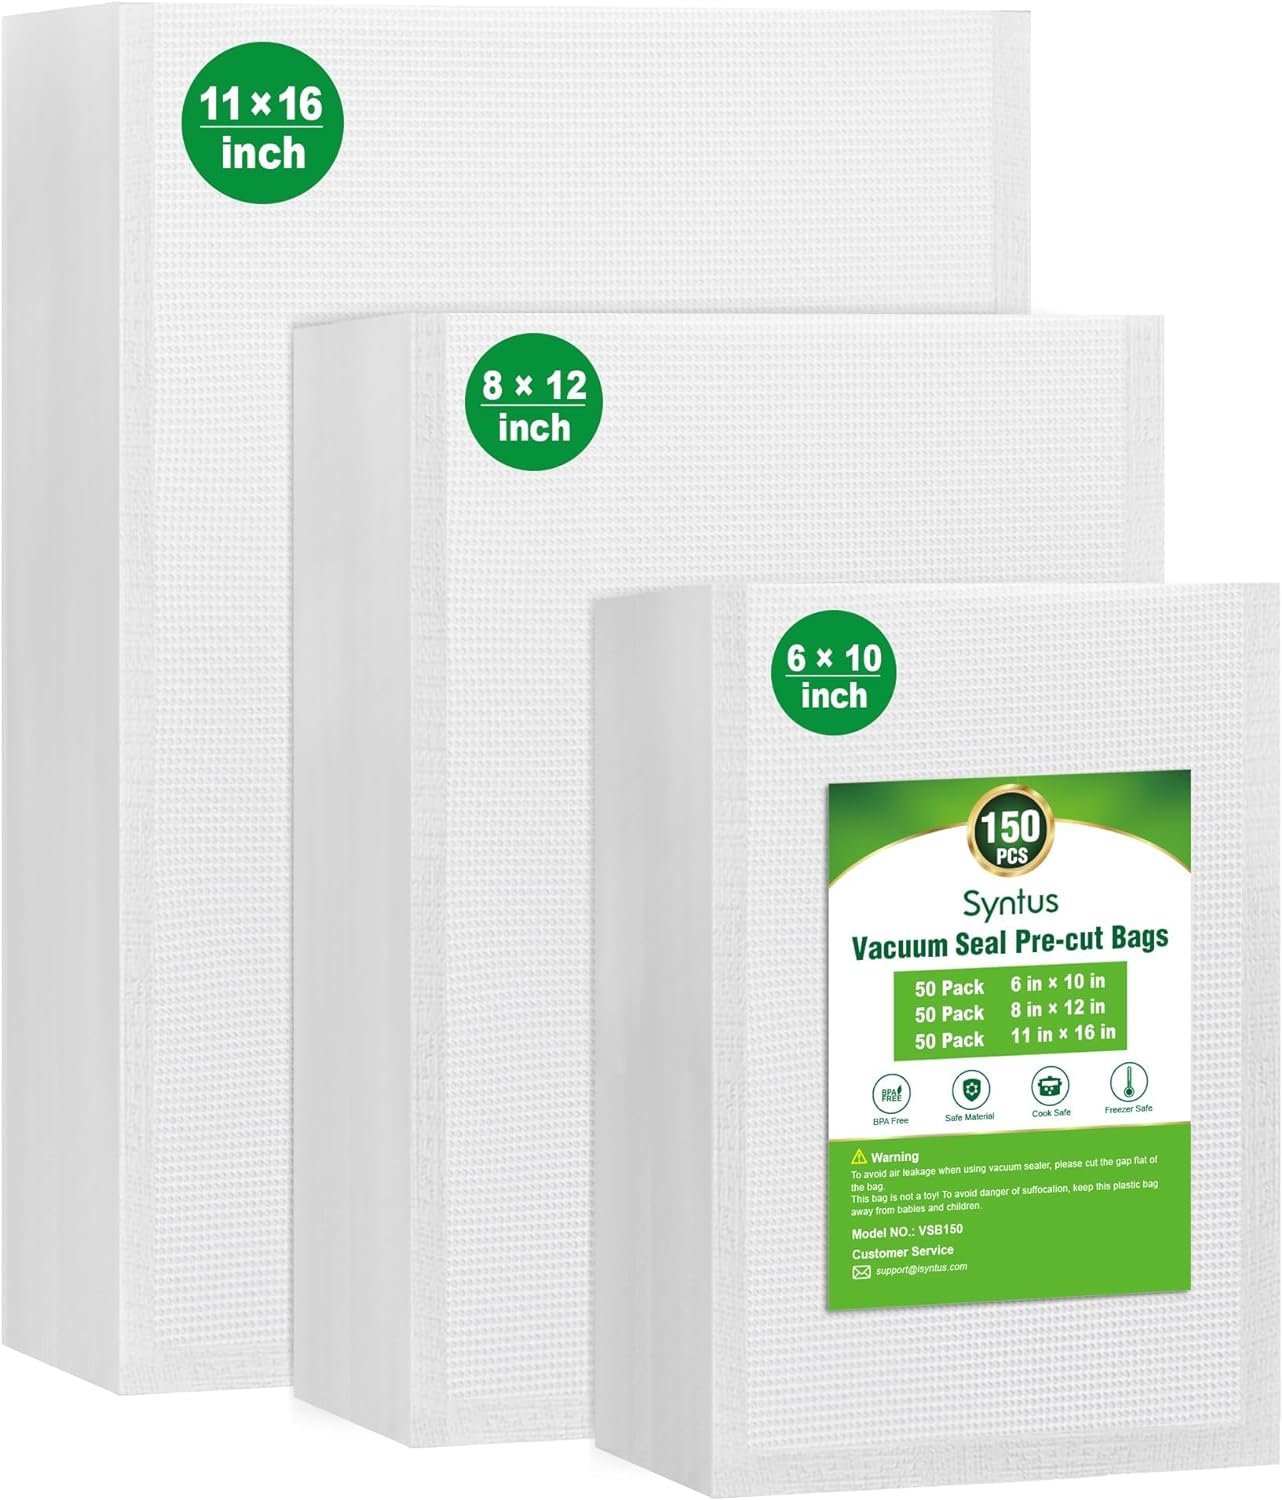 11 × 16
inch
8 × 12
inch
6 × 10
inch
150
PCS
Syntus
Vacuum Seal Pre-cut Bags
50 Pack 6 in × 10 in
50 Pack 8 in × 12 in
50 Pack 11 in × 16 in
BPA
FREE
BPA Free Safe Material Cook Safe Freezer Safe
Warning
To avoid air leakage when using vacuum sealer, please cut the gap flat of
the bag.
This bag is not a toy! To avoid danger of suffocation, keep this plastic bag
away from babies and children.
Model NO.: VSB150
Customer Service
support@isyntus.com